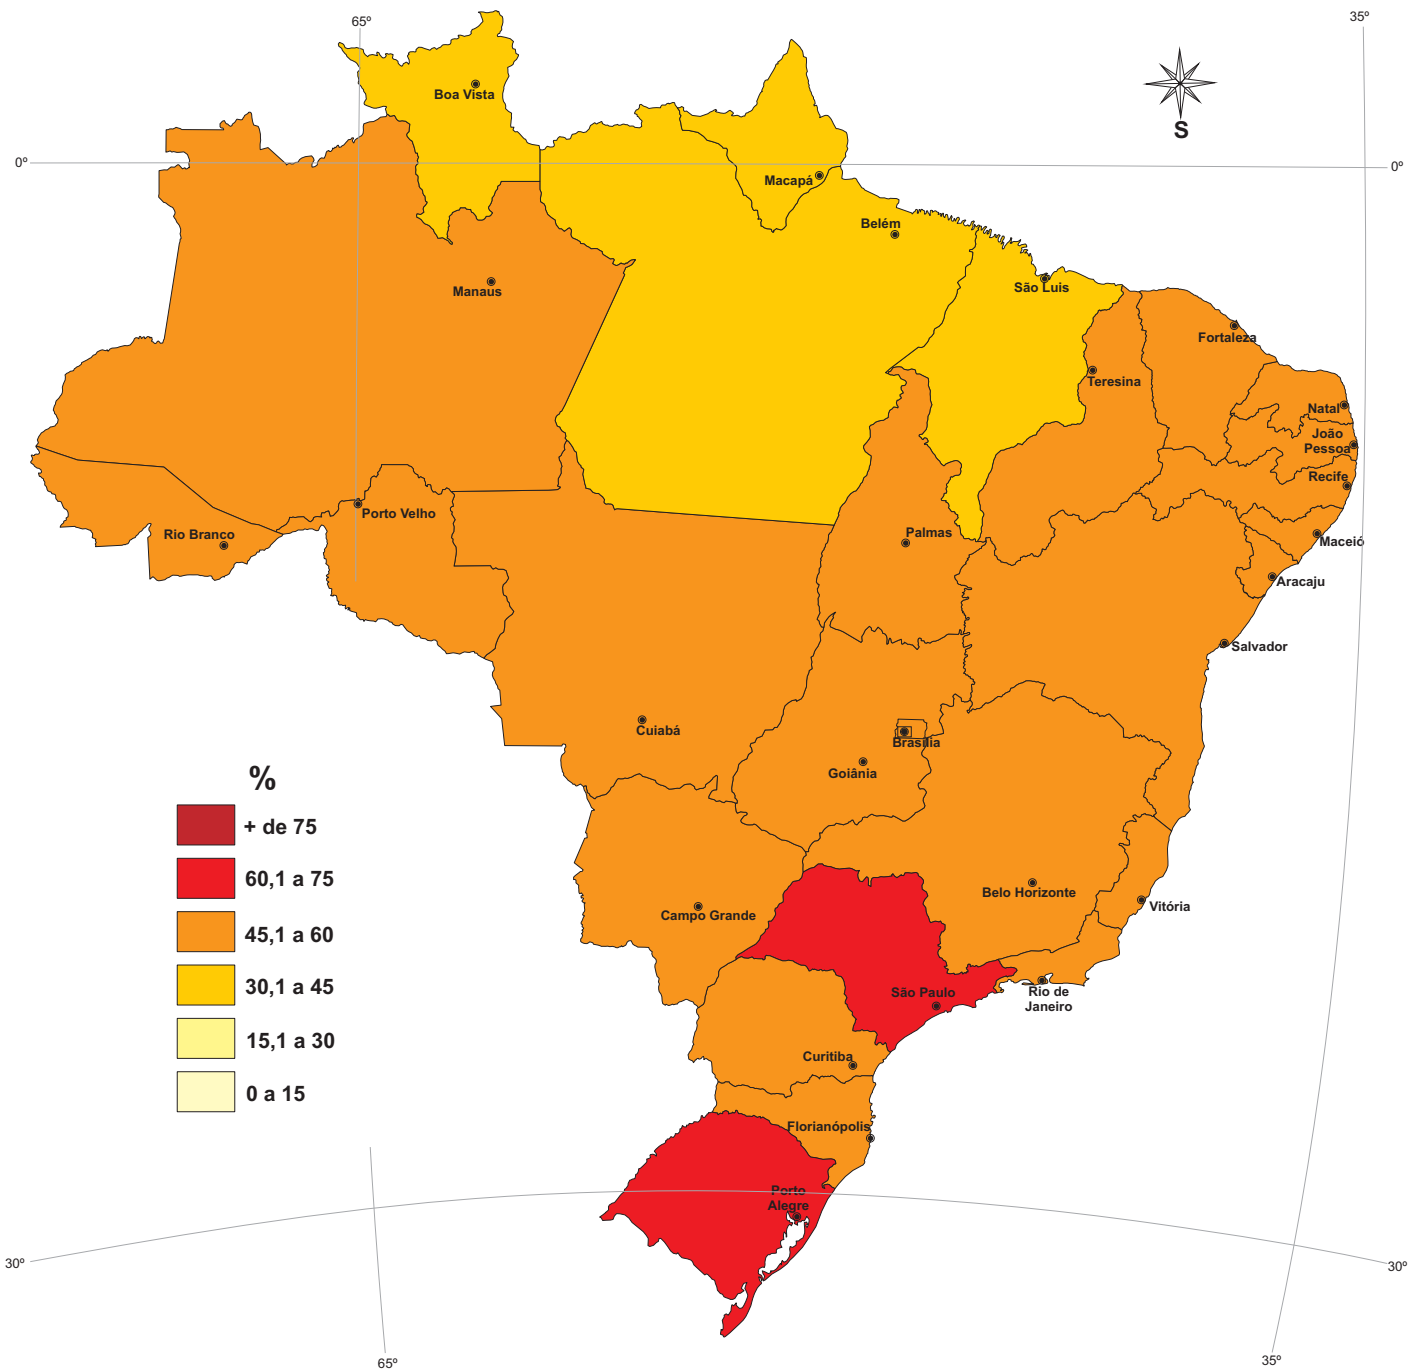 65º
35º
Boa Vista
S
0º
0º
Macapá
Belém
Manaus
São Luis
Fortaleza
Teresina
Natal
João
Pessoa
Recife
Porto Velho
Rio Branco
Palmas
Maceió
Aracaju
Salvador
Cuiabá
Brasília
Goiânia
%
+ de 75
60,1 a 75
45,1 a 60
30,1 a 45
15,1 a 30
0 a 15
Belo Horizonte
Vitória
Campo Grande
São Paulo
Rio de
Janeiro
Curitiba
Florianópolis
Porto
Alegre
30º
30º
65º
35º